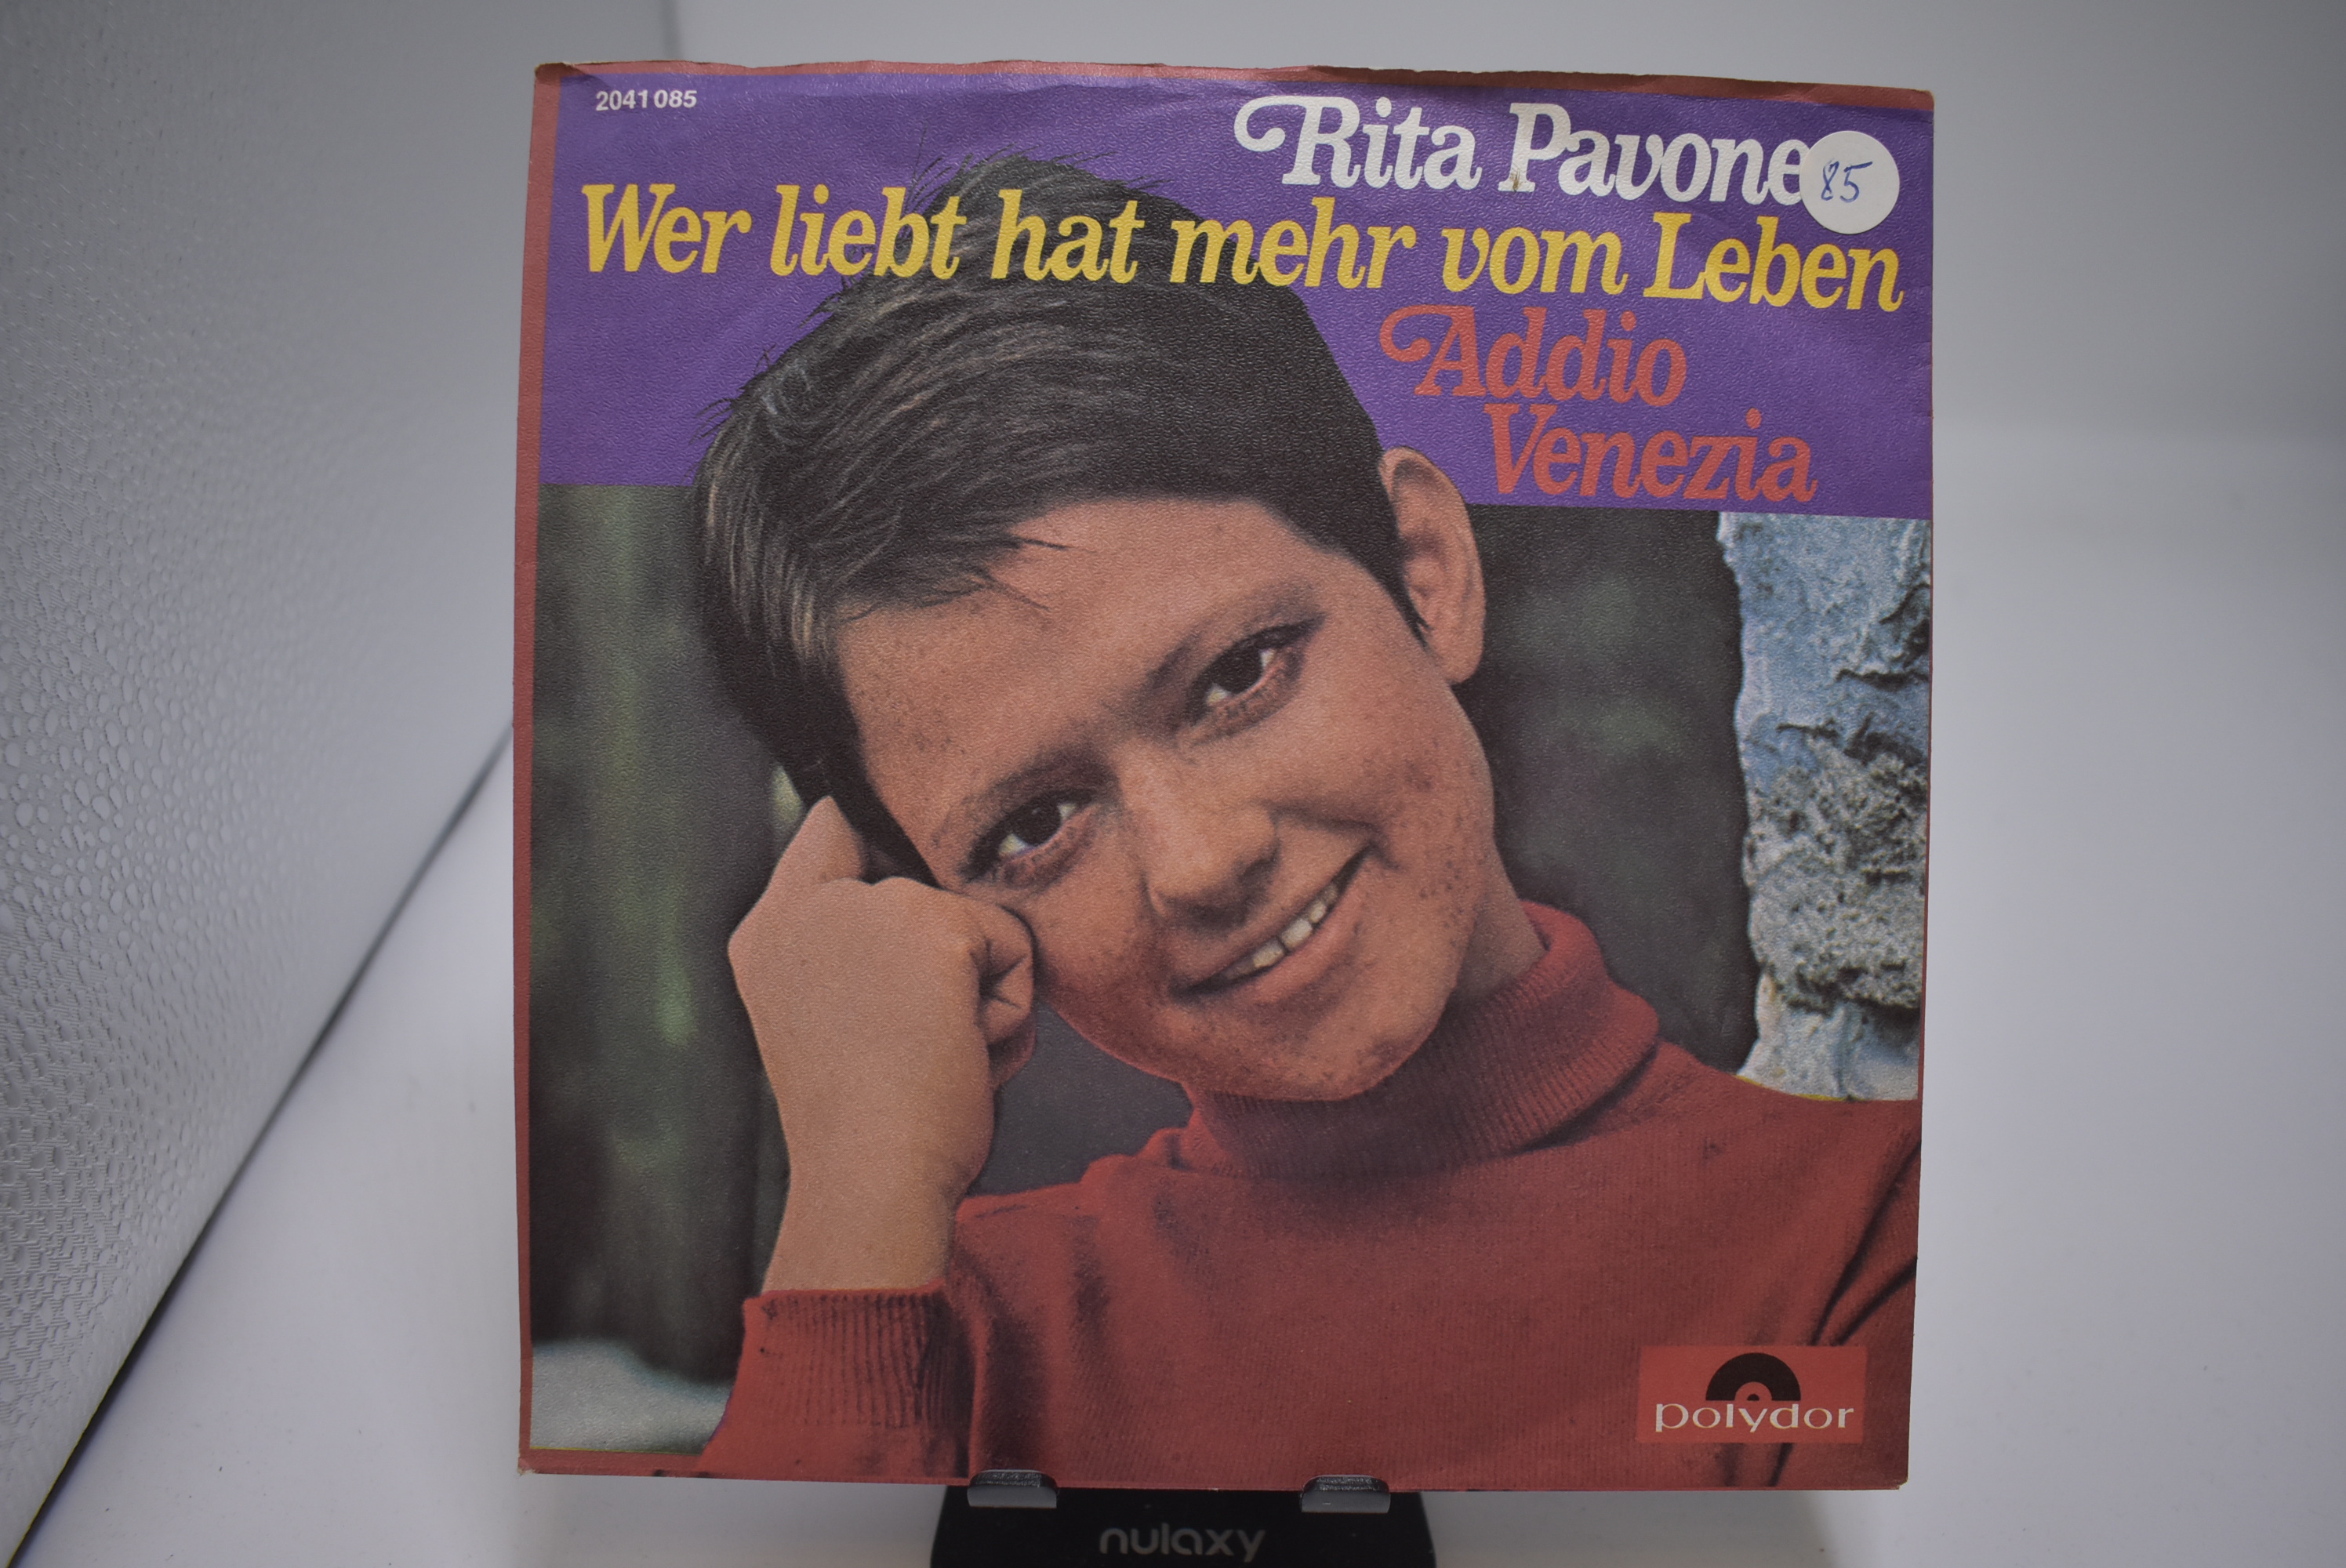 2041 085
Rita Pavone
85
Wer liebt hat mehr vom Leben
Addio
Venezia
polydor
nulaxy